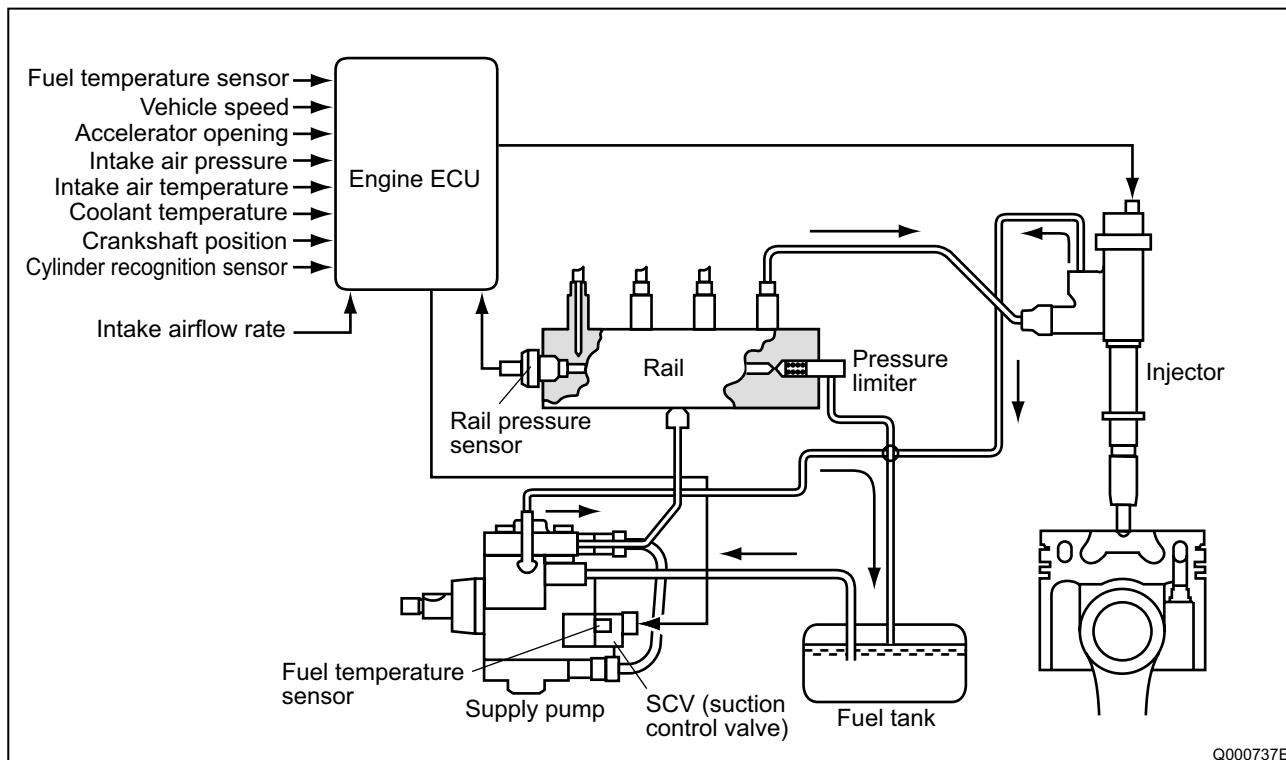 Fuel temperature sensor
Vehicle speed
Accelerator opening
Intake air pressure
Intake air temperature
Coolant temperature
Crankshaft position
Cylinder recognition sensor
Intake airflow rate
Engine ECU
Rail
Pressure
limiter
Injector
Rail pressure
sensor
Fuel temperature
sensor
Supply pump
SCV (suction
control valve)
Fuel tank
Q000737E